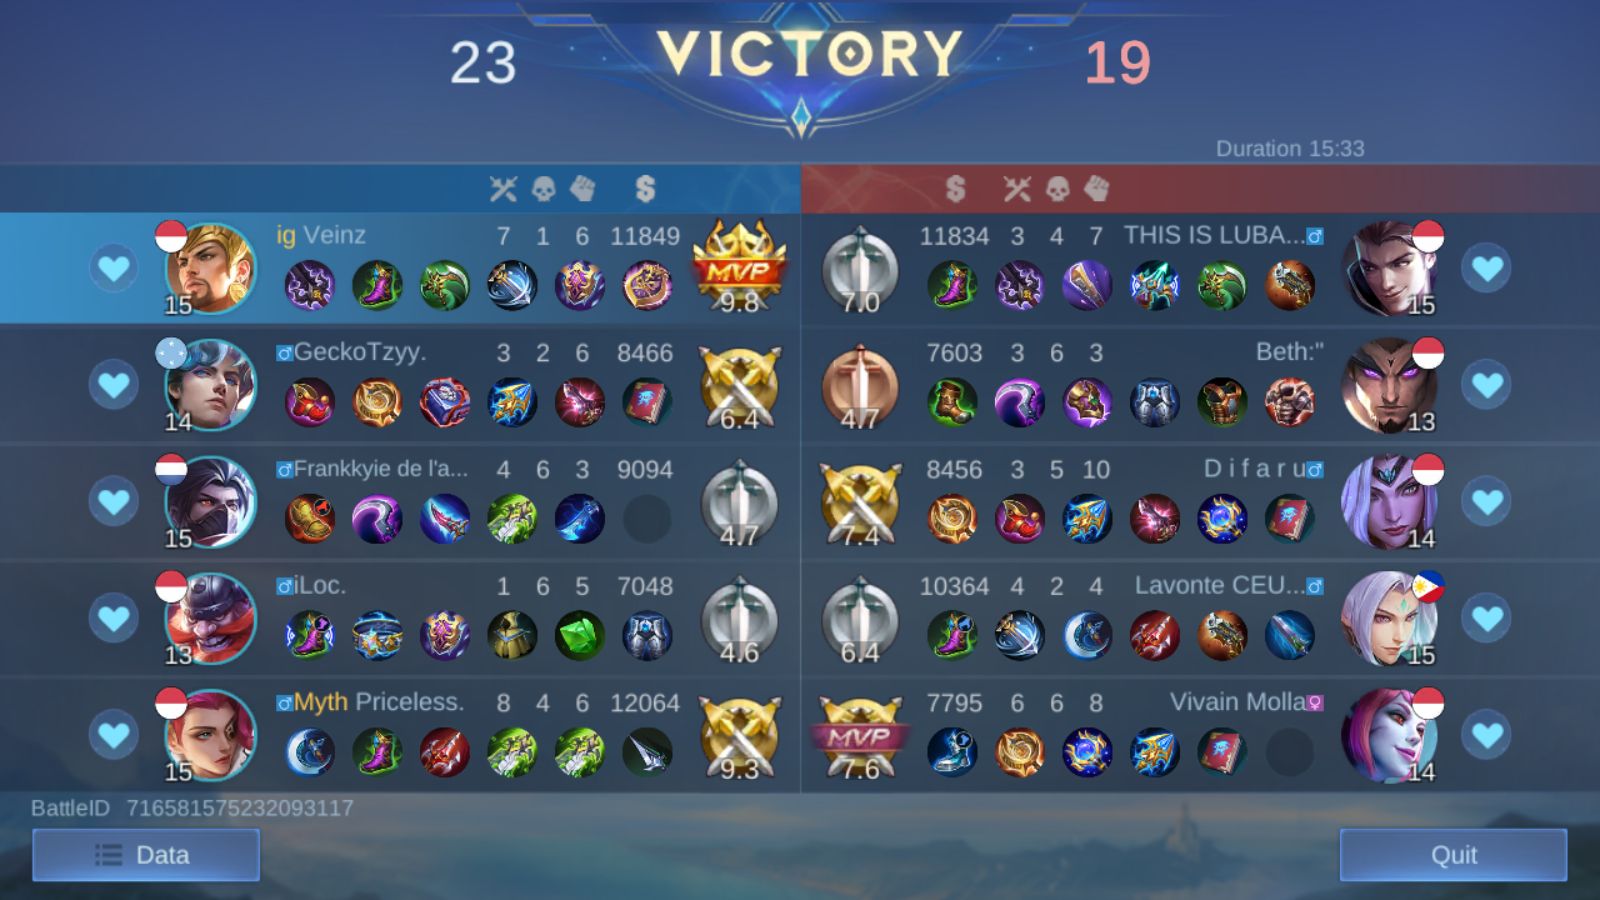 23 VICTORY 19
Duration 15:33
ig Veinz 7 1 6 11849
15 MVP 9.8
11834 3 4 7 THIS IS LUBA...
7.0 15
GeckoTzyy. 3 2 6 8466
14 6.4
7603 3 6 3 Beth:"
4.7 13
Frankkyie de l'a... 4 6 3 9094
15 4.7
8456 3 5 10 D i f a r u
7.4 14
iLoc. 1 6 5 7048
13 4.6
10364 4 2 4 Lavonte CEU...
6.4 15
Myth Priceless. 8 4 6 12064
15 9.3
7795 6 6 8 Vivain Molla
MVP 7.6 14
BattleID 716581575232093117
Data
Quit